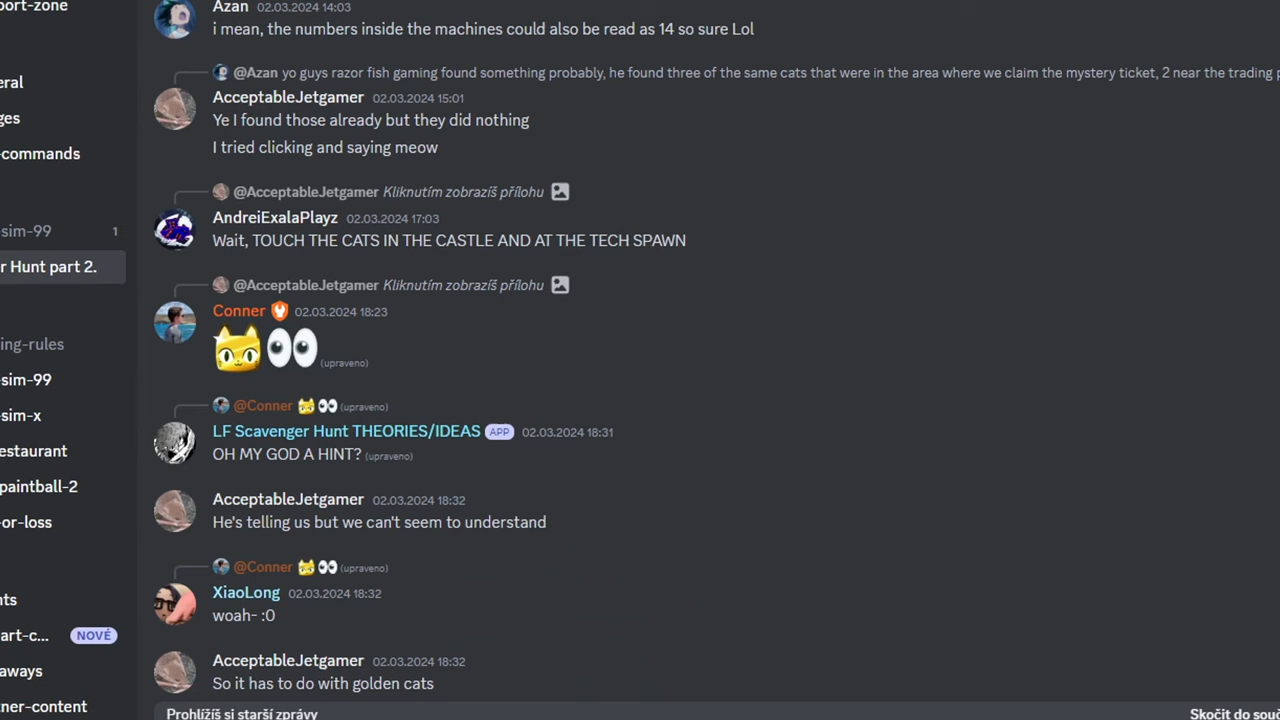 port-zone
eral
ges
-commands
-sim-99 1
r Hunt part 2.
ing-rules
-sim-99
-sim-x
estaurant
paintball-2
-or-loss
nts
art-c... NOVÉ
aways
ner-content
Azan 02.03.2024 14:03
i mean, the numbers inside the machines could also be read as 14 so sure Lol
@Azan yo guys razor fish gaming found something probably, he found three of the same cats that were in the area where we claim the mystery ticket, 2 near the trading p
AcceptableJetgamer 02.03.2024 15:01
Ye I found those already but they did nothing
I tried clicking and saying meow
@AcceptableJetgamer Kliknutím zobrazíš přílohu
AndreiExalaPlayz 02.03.2024 17:03
Wait, TOUCH THE CATS IN THE CASTLE AND AT THE TECH SPAWN
@AcceptableJetgamer Kliknutím zobrazíš přílohu
Conner 02.03.2024 18:23
(upraveno)
@Conner (upraveno)
LF Scavenger Hunt THEORIES/IDEAS APP 02.03.2024 18:31
OH MY GOD A HINT? (upraveno)
AcceptableJetgamer 02.03.2024 18:32
He's telling us but we can't seem to understand
@Conner (upraveno)
XiaoLong 02.03.2024 18:32
woah- :0
AcceptableJetgamer 02.03.2024 18:32
So it has to do with golden cats
Prohlížíš si starší zprávy Skočit do souč